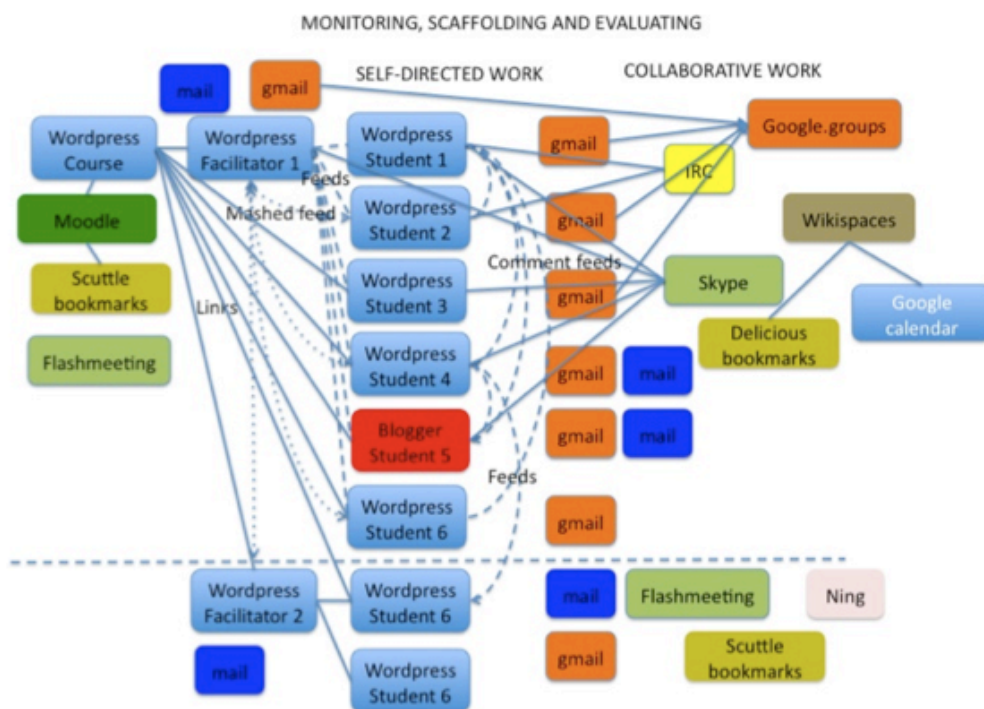 MONITORING, SCAFFOLDING AND EVALUATING
SELF-DIRECTED WORK
COLLABORATIVE WORK
mail
gmail
Google.groups
Wordpress
Course
Wordpress
Facilitator 1
Wordpress
Student 1
gmail
IRC
Feeds
Mashed feed
Moodle
Wordpress
Student 2
gmail
Wikispaces
Scuttle
bookmarks
Links
Wordpress
Student 3
Comment feeds
gmail
Skype
Google
calendar
Delicious
bookmarks
Flashmeeting
Wordpress
Student 4
gmail
mail
Blogger
Student 5
gmail
mail
Feeds
Wordpress
Student 6
gmail
Wordpress
Facilitator 2
Wordpress
Student 6
mail
Flashmeeting
Ning
mail
Wordpress
Student 6
gmail
Scuttle
bookmarks